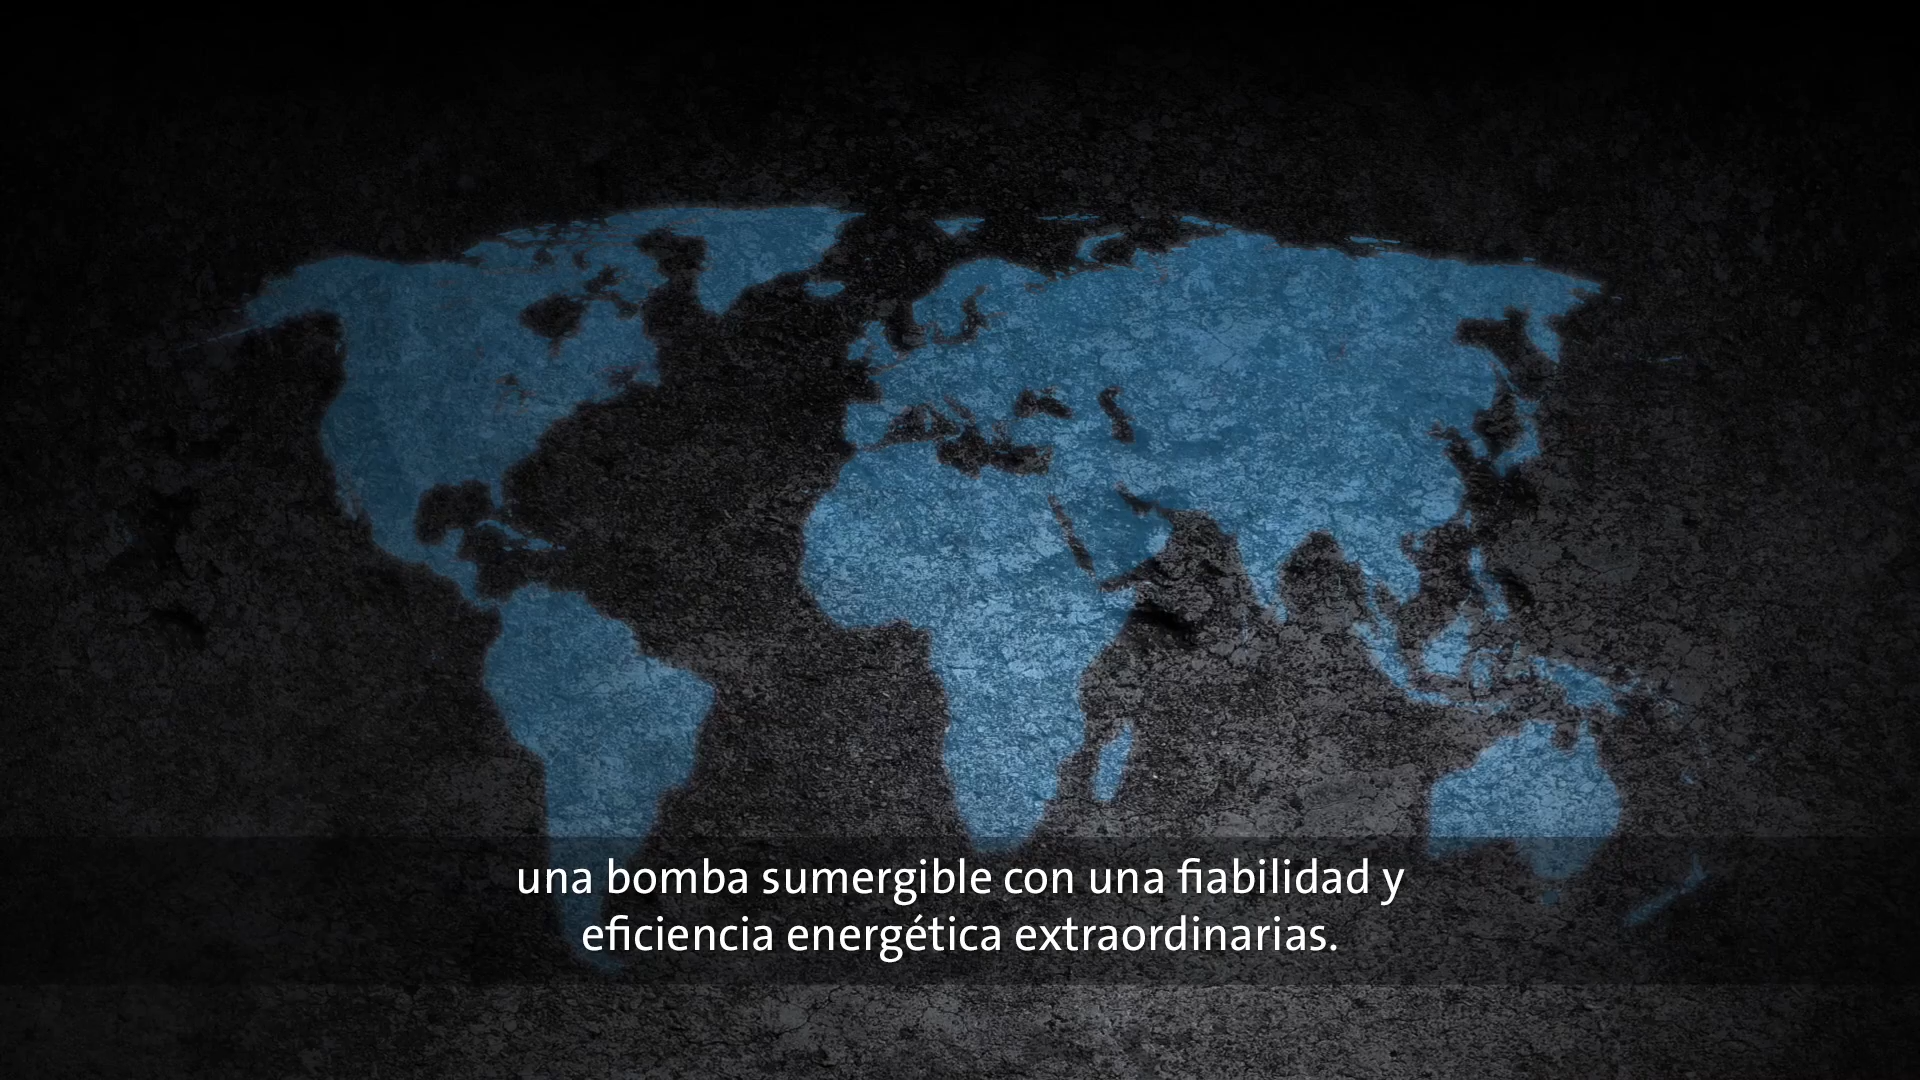 una bomba sumergible con una fiabilidad y
eficiencia energética extraordinarias.